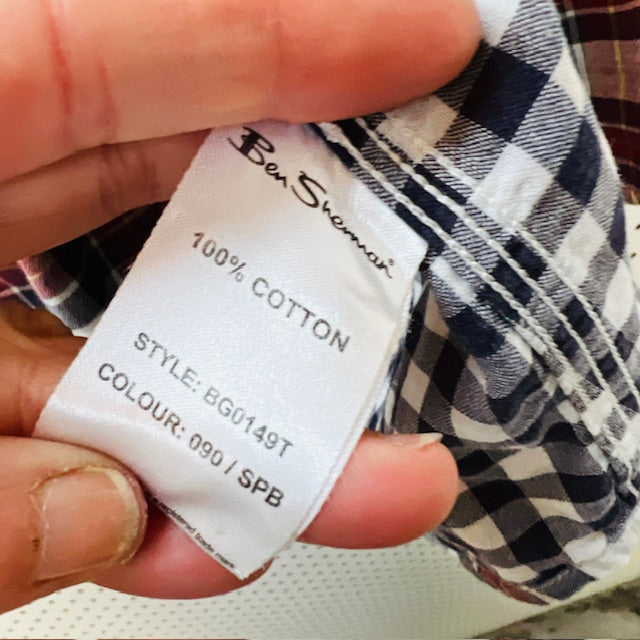 Ben Sherman
100% COTTON
STYLE: BG0149T
COLOUR: 090 / SPB